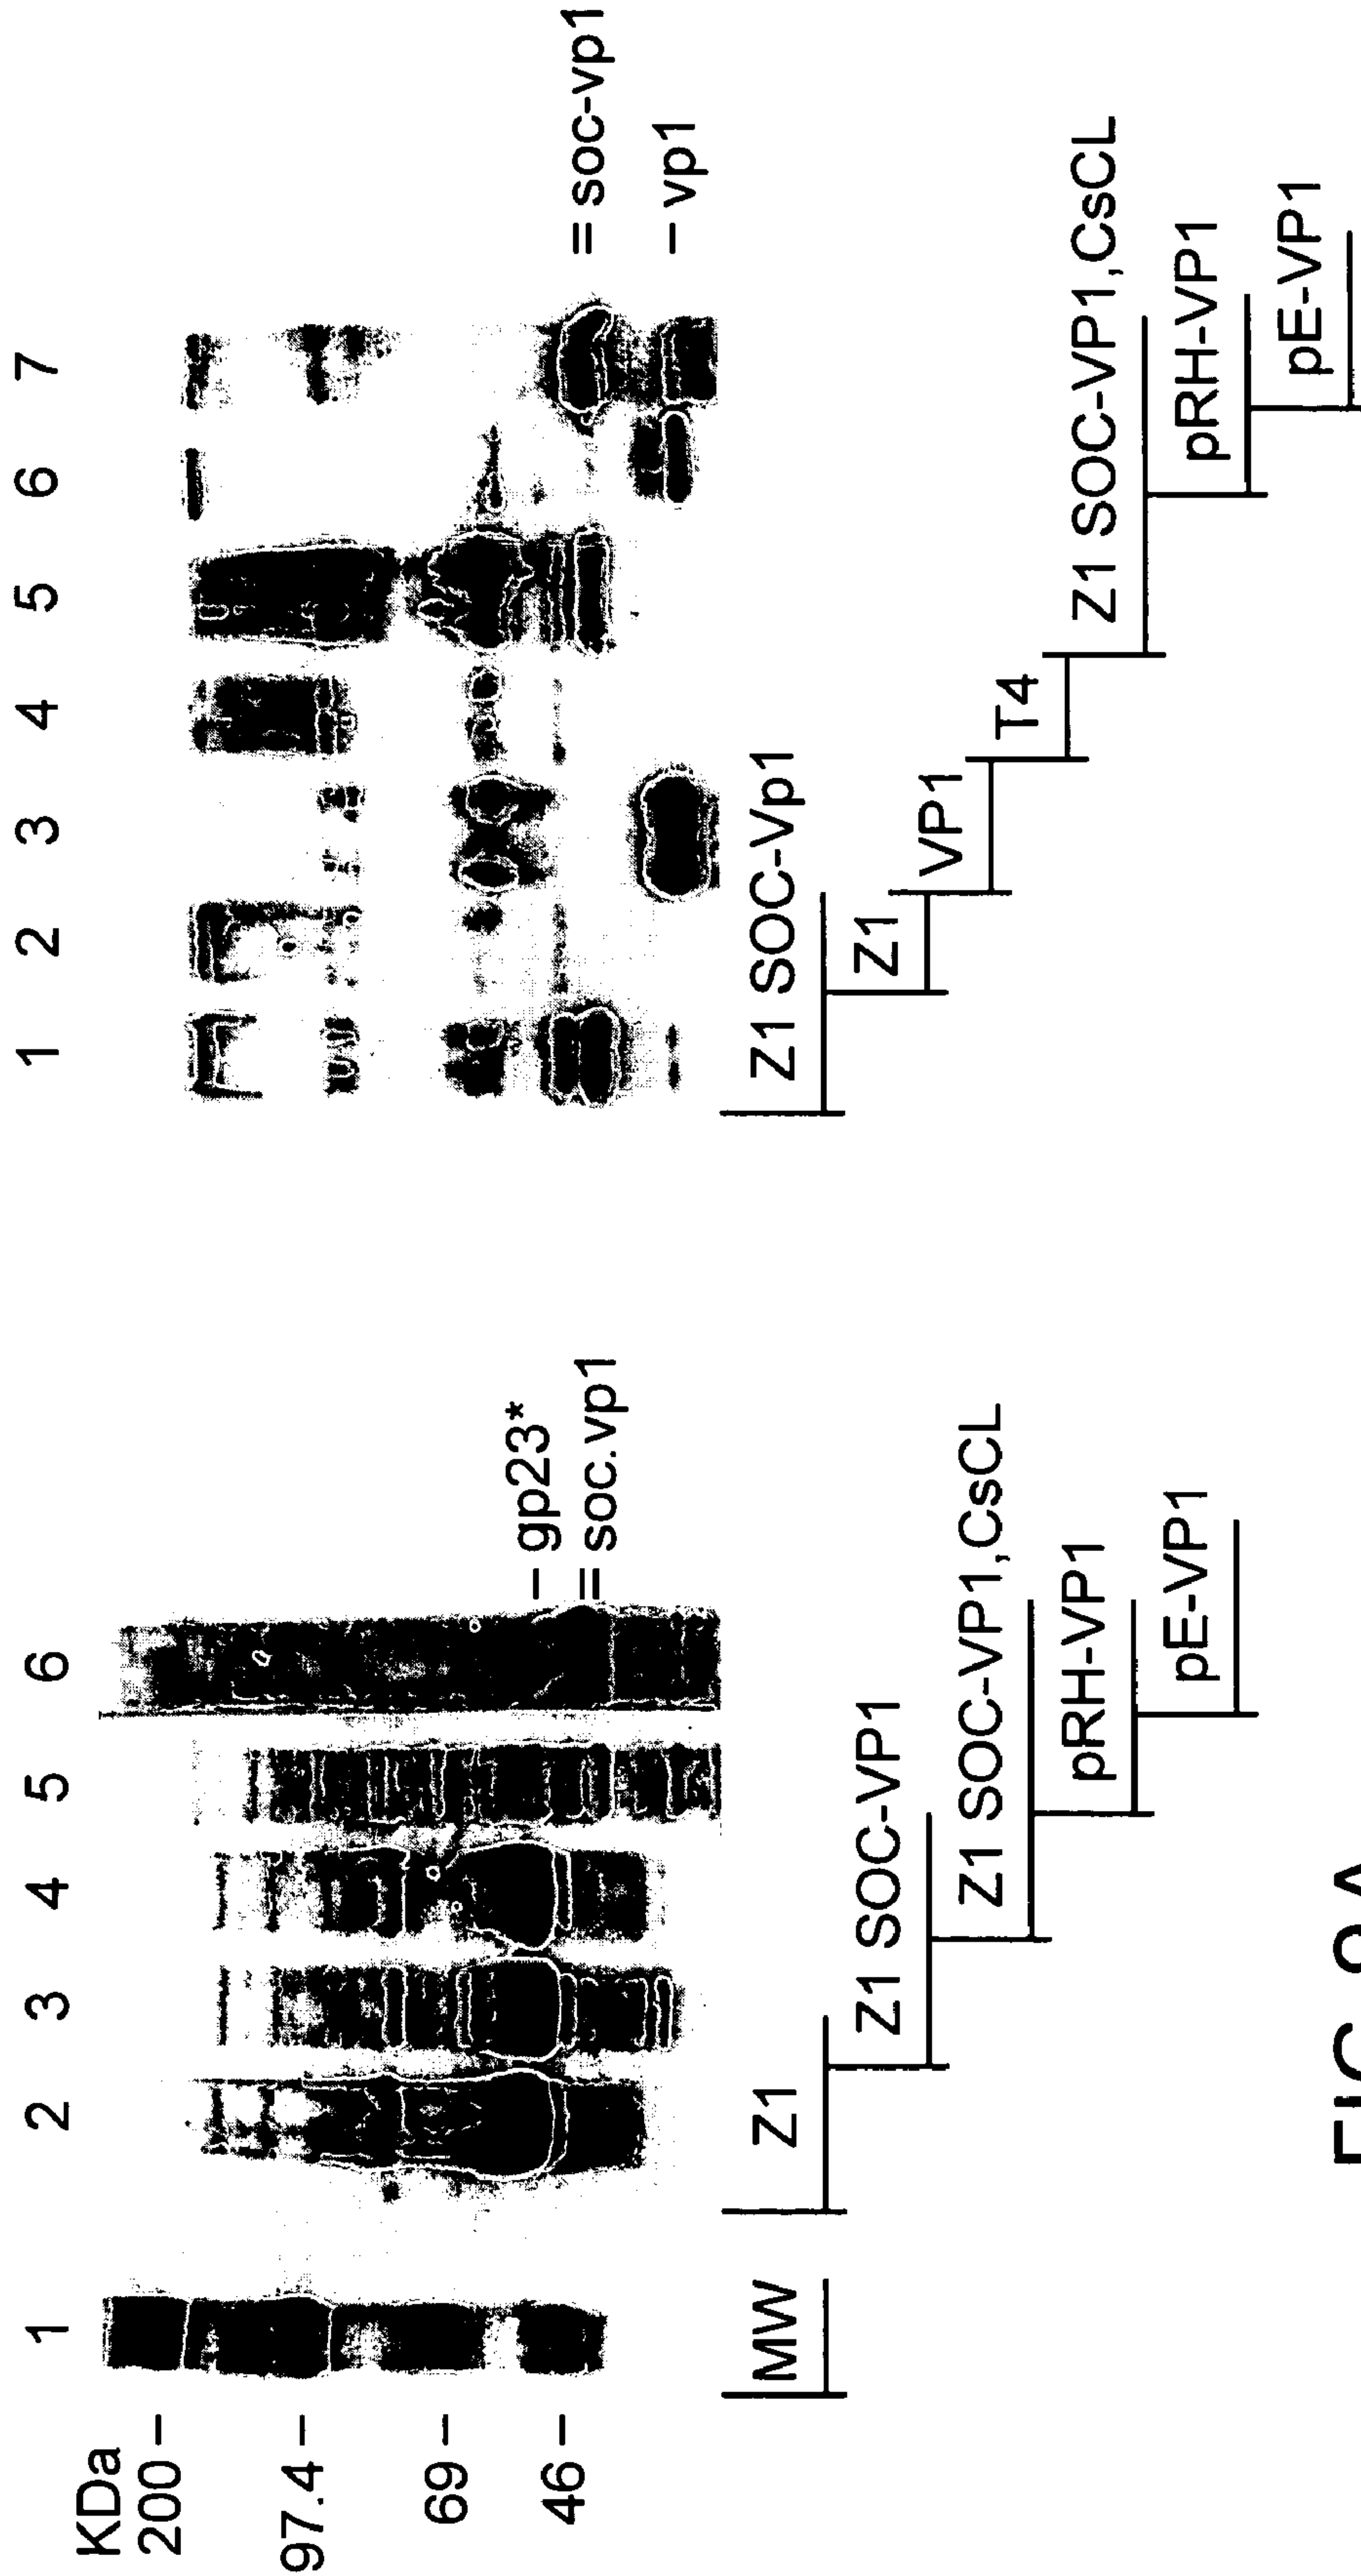 1 2 3 4 5 6
KDa
200 –
97.4 –
69 –
46 –
– gp23*
= soc.vp1
MW
Z1
Z1 SOC-VP1
Z1 SOC-VP1,CsCL
pRH-VP1
pE-VP1
FIG
1 2 3 4 5 6 7
= soc-vp1
– vp1
Z1 SOC-Vp1
Z1
VP1
T4
Z1 SOC-VP1,CsCL
pRH-VP1
pE-VP1